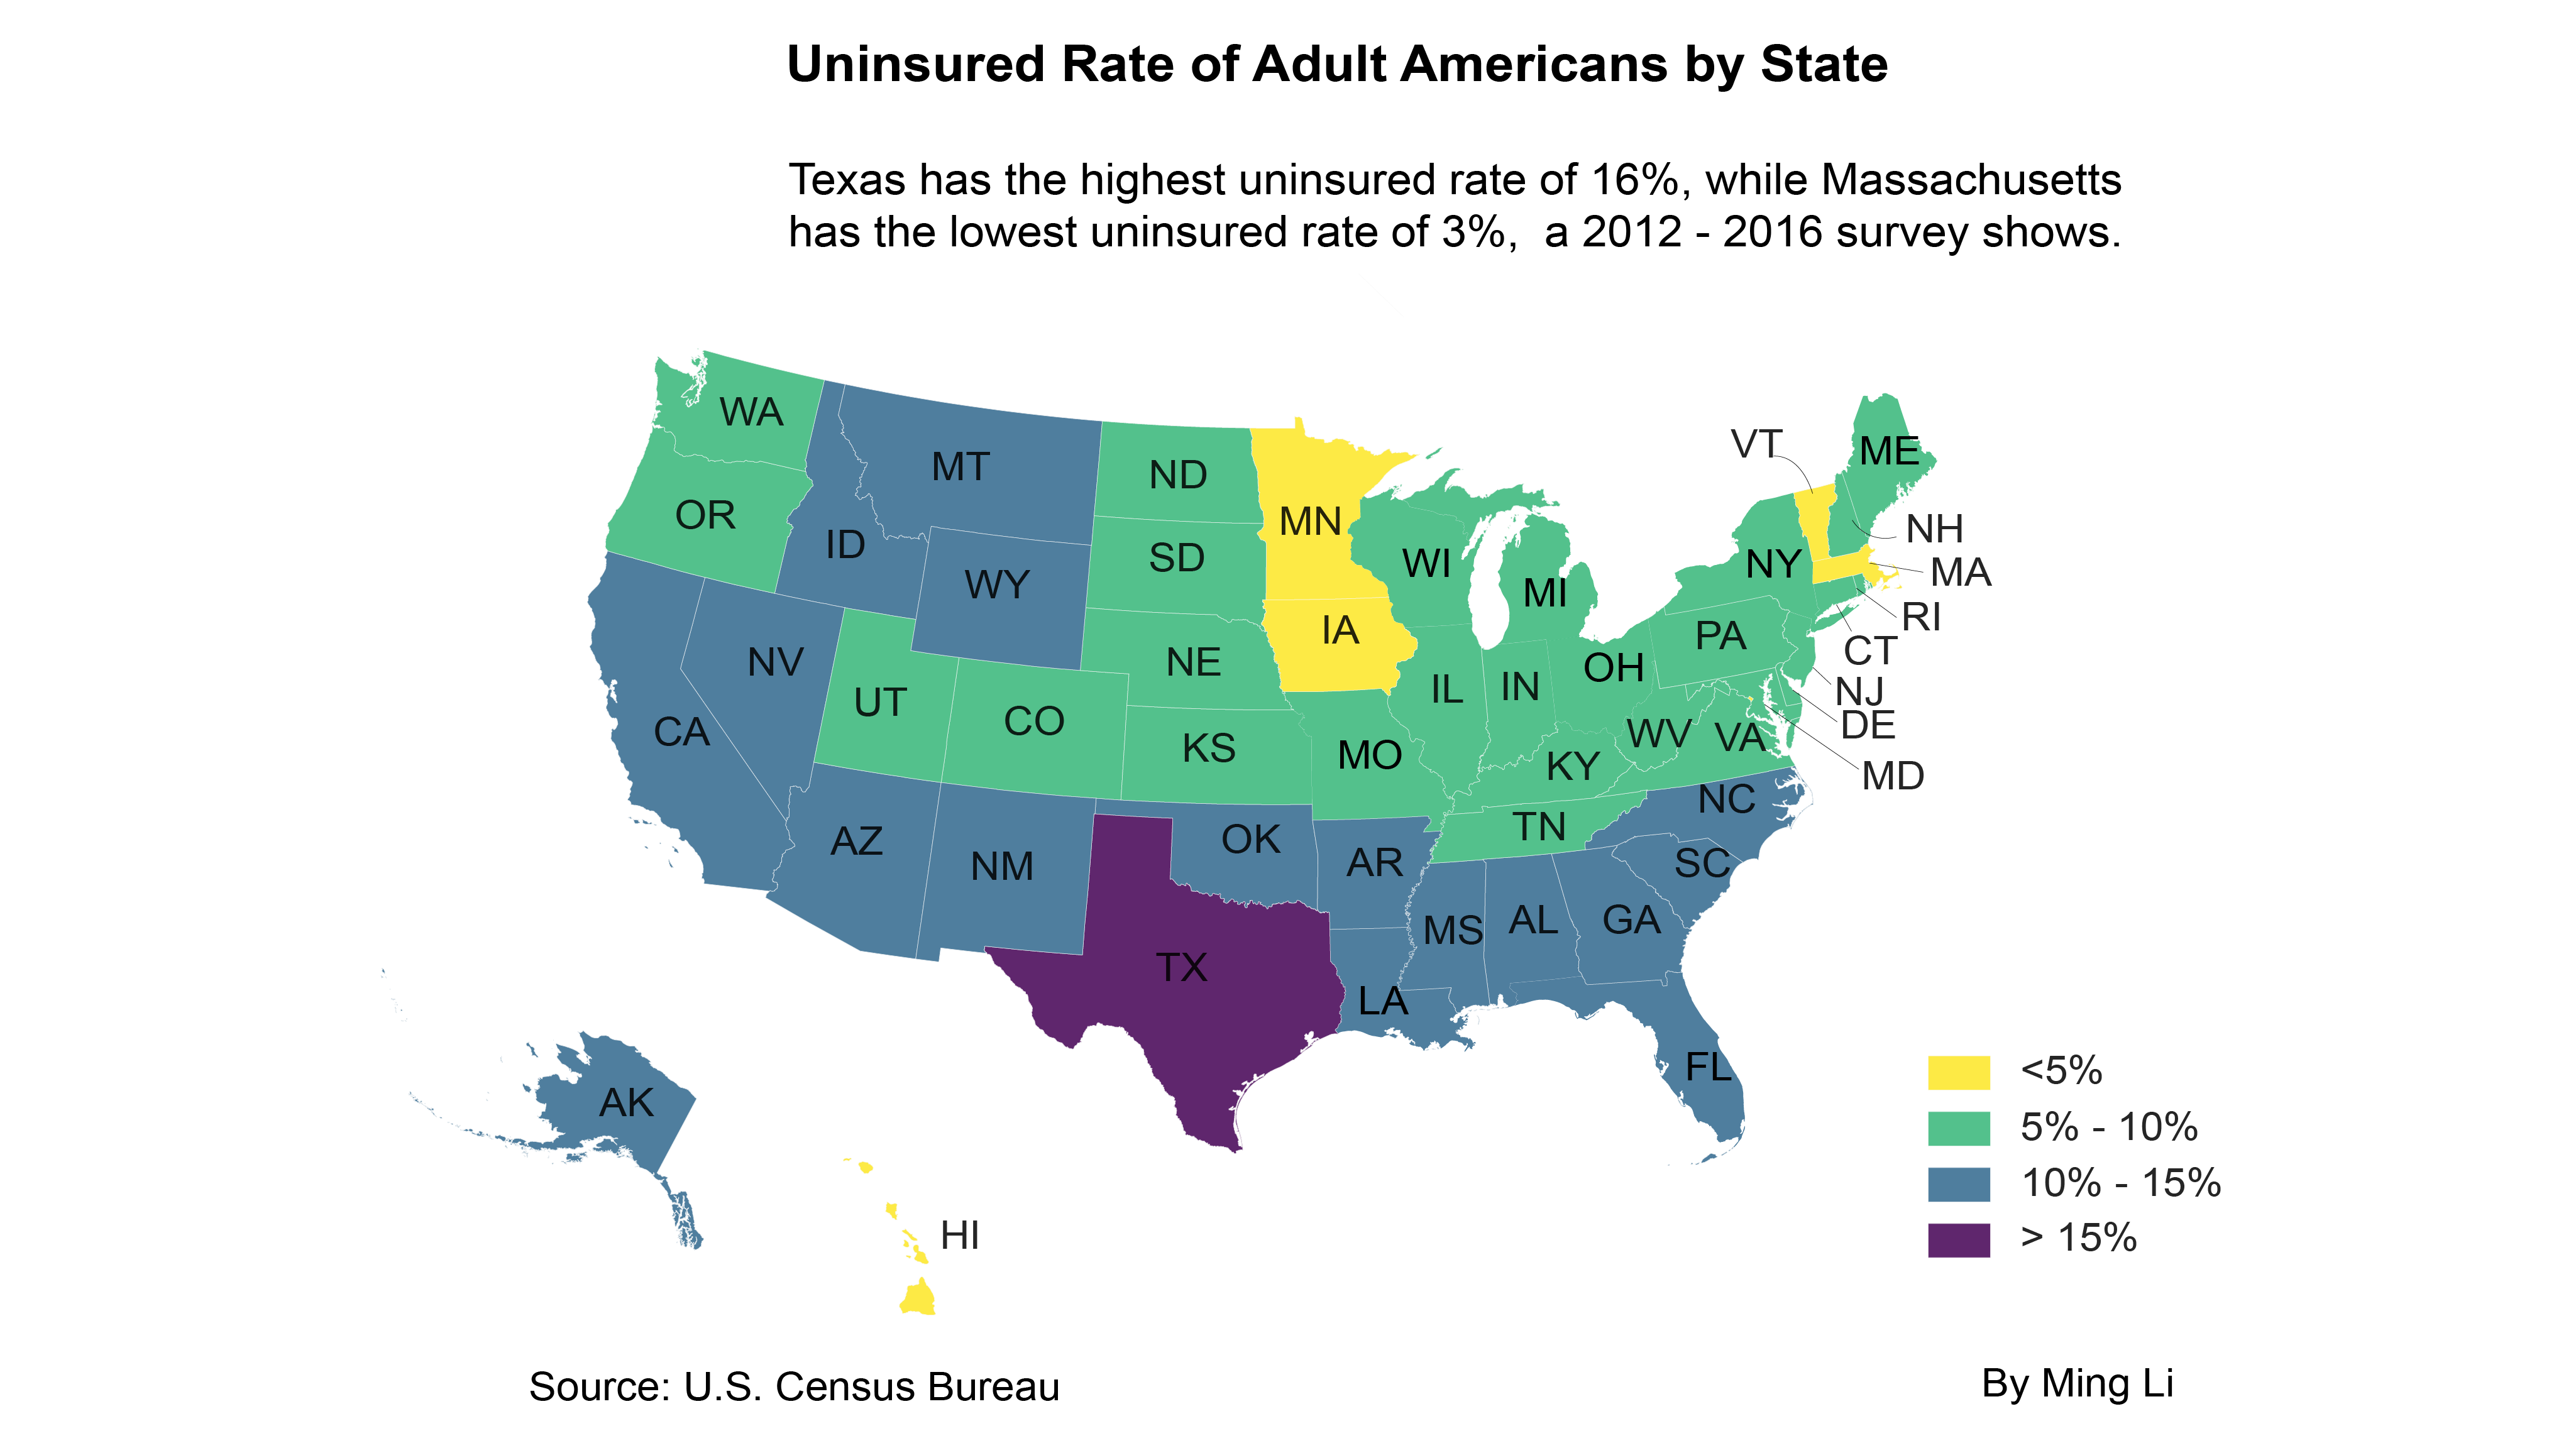 Uninsured Rate of Adult Americans by State
Texas has the highest uninsured rate of 16%, while Massachusetts
has the lowest uninsured rate of 3%,  a 2012 - 2016 survey shows.
WA
MT
ND
VT
ME
OR
ID
WY
SD
MN
WI
MI
NY
NH
MA
RI
CT
NV
UT
CO
NE
IA
IL
IN
OH
PA
NJ
DE
CA
KS
MO
KY
WV
VA
MD
AZ
NM
OK
AR
TN
NC
SC
TX
LA
MS
AL
GA
FL
AK
HI
<5%
5% - 10%
10% - 15%
> 15%
Source: U.S. Census Bureau
By Ming Li